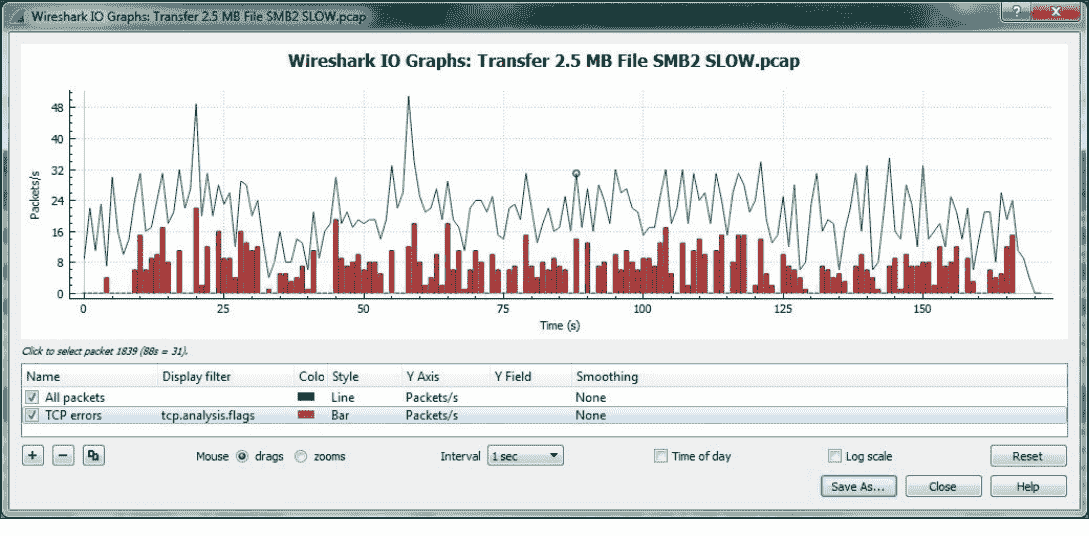 Wireshark IO Graphs: Transfer 2.5 MB File SMB2 SLOW.pcap
Wireshark IO Graphs: Transfer 2.5 MB File SMB2 SLOW.pcap
48
40
32
24
16
8
0
Packets/s
0 25 50 75 100 125 150
Time (s)
Click to select packet 1839 (88s = 31).
Name Display filter Colo Style Y Axis Y Field Smoothing
All packets Line Packets/s None
TCP errors tcp.analysis.flags Bar Packets/s None
+ − Mouse drags zooms Interval 1 sec Time of day Log scale Reset
Save As... Close Help